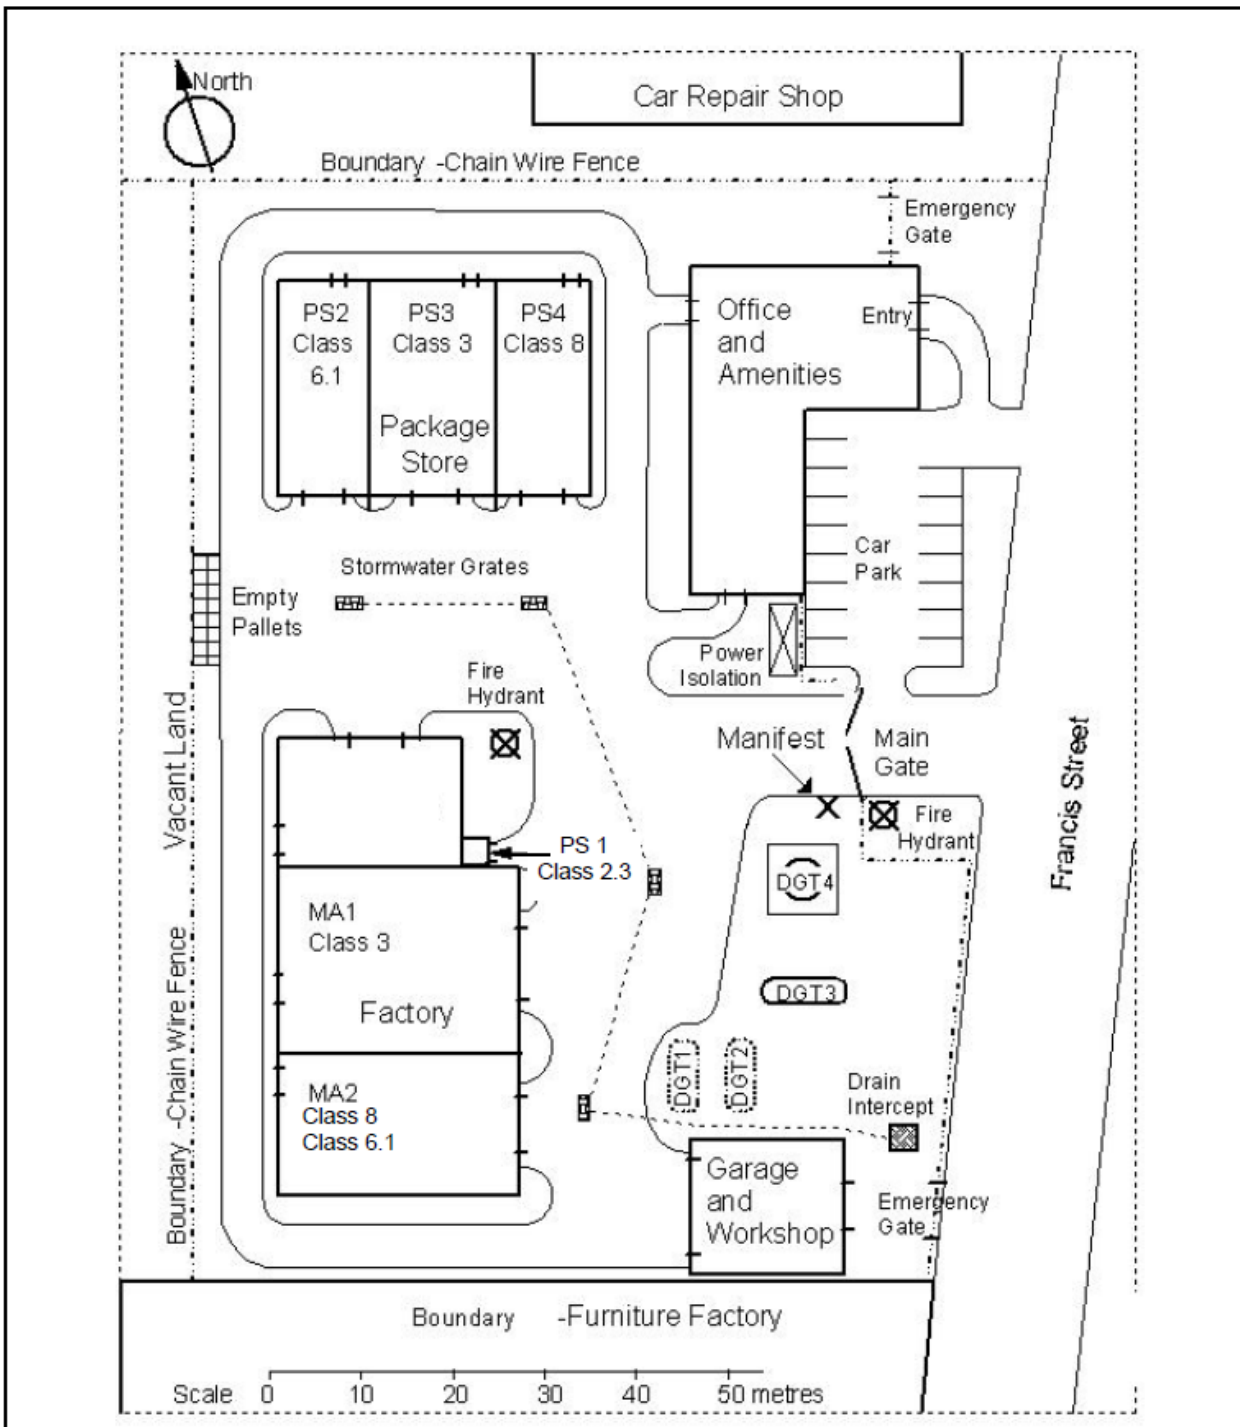 North
Car Repair Shop
Boundary -Chain Wire Fence
Emergency
Gate
PS2
Class
6.1
PS3
Class 3
PS4
Class 8
Package
Store
Office
and
Amenities
Entry
Car
Park
Stormwater Grates
Empty
Pallets
Power
Isolation
Fire
Hydrant
Manifest
Main
Gate
Fire
Hydrant
Francis Street
Vacant Land
Boundary -Chain Wire Fence
PS 1
Class 2.3
DGT4
MA1
Class 3
Factory
DGT3
DGT1
DGT2
MA2
Class 8
Class 6.1
Drain
Intercept
Garage
and
Workshop
Emergency
Gate
Boundary -Furniture Factory
Scale 0 10 20 30 40 50 metres